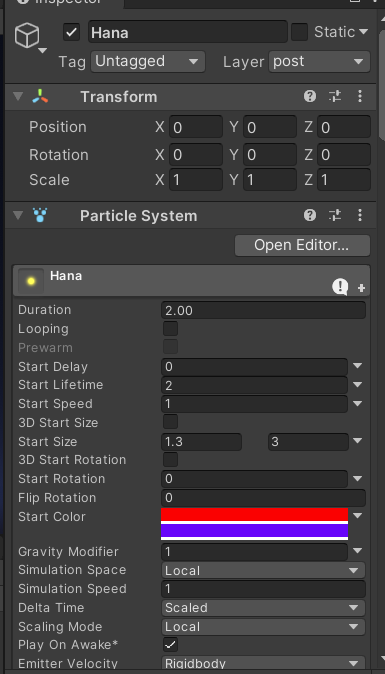 Inspector
Hana Static
Tag Untagged Layer post
Transform
Position X 0 Y 0 Z 0
Rotation X 0 Y 0 Z 0
Scale X 1 Y 1 Z 1
Particle System
Open Editor...
Hana
Duration 2.00
Looping
Prewarm
Start Delay 0
Start Lifetime 2
Start Speed 1
3D Start Size
Start Size 1.3 3
3D Start Rotation
Start Rotation 0
Flip Rotation 0
Start Color
Gravity Modifier 1
Simulation Space Local
Simulation Speed 1
Delta Time Scaled
Scaling Mode Local
Play On Awake*
Emitter Velocity Rigidbody